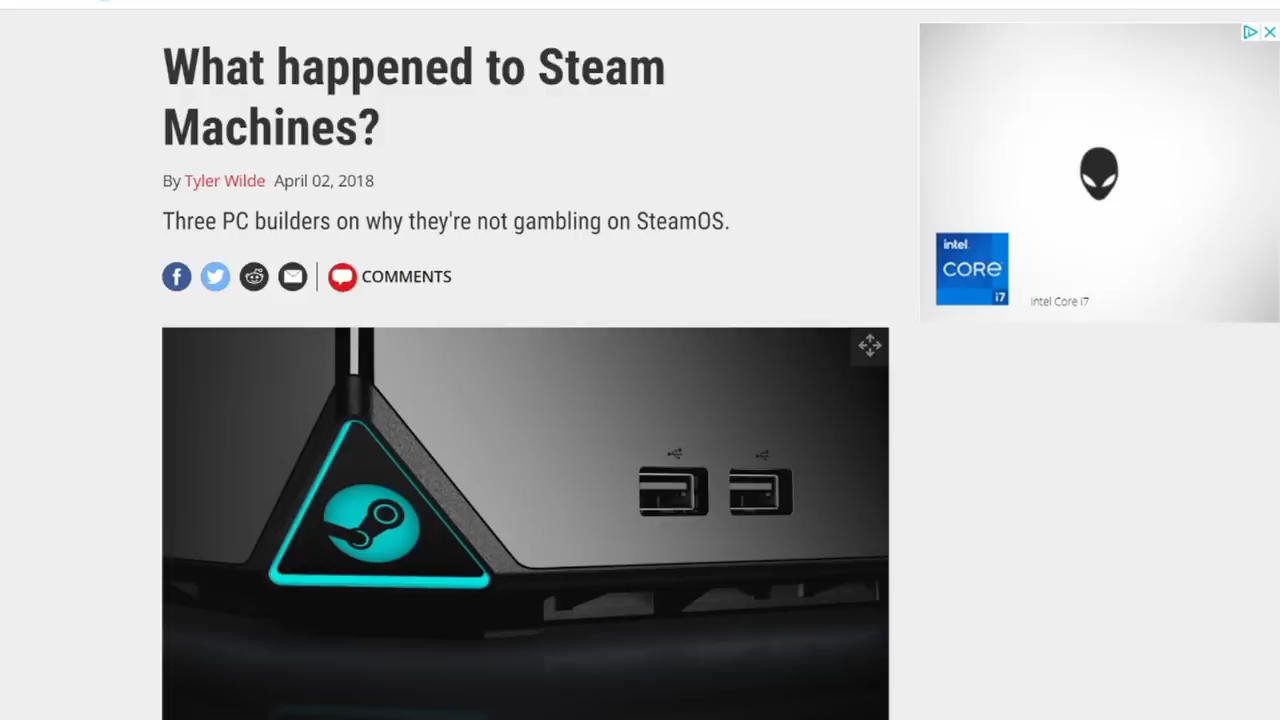 What happened to Steam
Machines?
By Tyler Wilde April 02, 2018
Three PC builders on why they're not gambling on SteamOS.
COMMENTS
intel.
CORE
i7
Intel Core i7